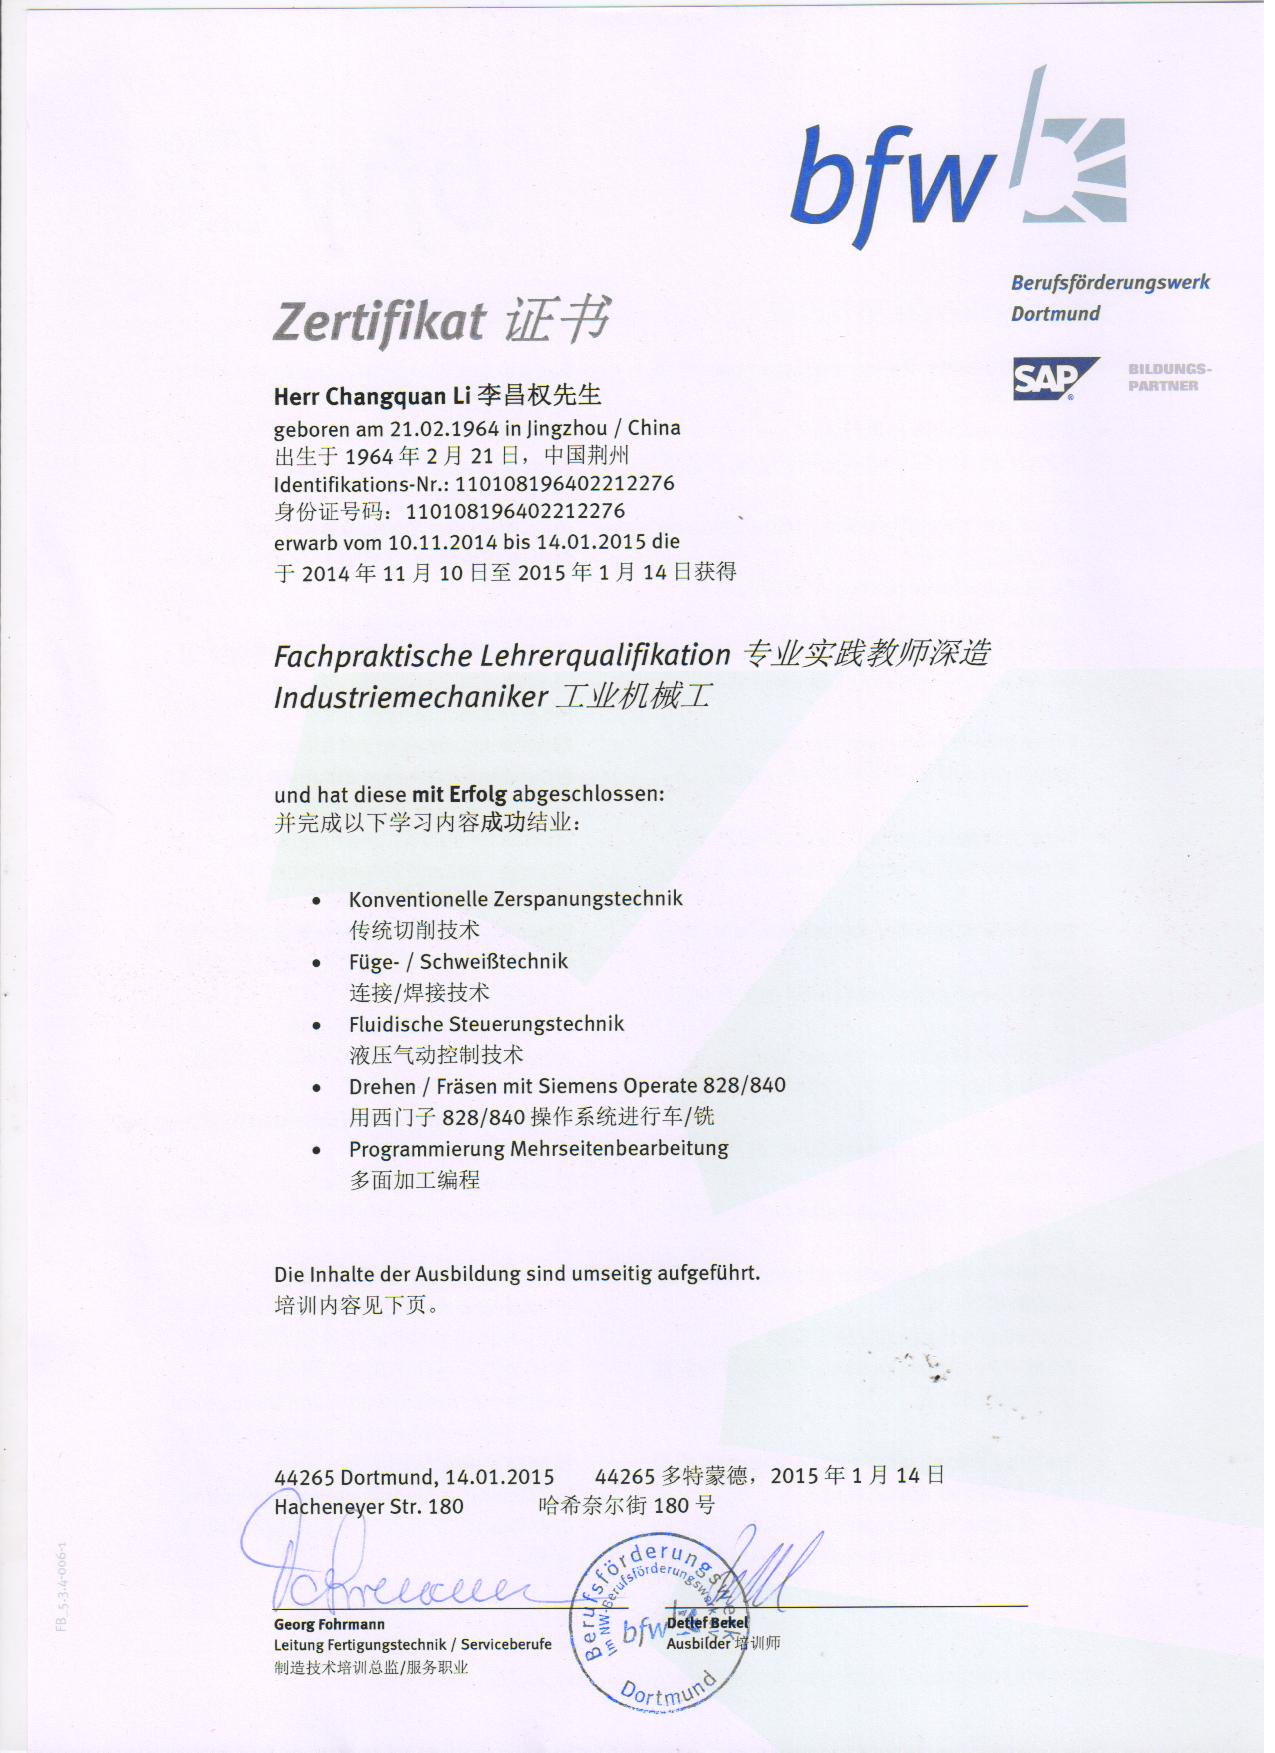 bfw
Berufsförderungswerk
Dortmund
SAP®
BILDUNGS-
PARTNER
Zertifikat 证书
Herr Changquan Li 李昌权先生
geboren am 21.02.1964 in Jingzhou / China
出生于 1964 年 2 月 21 日，中国荆州
Identifikations-Nr.: 110108196402212276
身份证号码：110108196402212276
erwarb vom 10.11.2014 bis 14.01.2015 die
于 2014 年 11 月 10 日至 2015 年 1 月 14 日获得
Fachpraktische Lehrerqualifikation 专业实践教师深造
Industriemechaniker 工业机械工
und hat diese mit Erfolg abgeschlossen:
并完成以下学习内容成功结业：
• Konventionelle Zerspanungstechnik
传统切削技术
• Füge- / Schweißtechnik
连接/焊接技术
• Fluidische Steuerungstechnik
液压气动控制技术
• Drehen / Fräsen mit Siemens Operate 828/840
用西门子 828/840 操作系统进行车/铣
• Programmierung Mehrseitenbearbeitung
多面加工编程
Die Inhalte der Ausbildung sind umseitig aufgeführt.
培训内容见下页。
44265 Dortmund, 14.01.2015 44265 多特蒙德，2015 年 1 月 14 日
Hacheneyer Str. 180 哈希奈尔街 180 号
Georg Fohrmann
Leitung Fertigungstechnik / Serviceberufe
制造技术培训总监/服务职业
Detlef Bekel
Ausbilder 培训师
Berufsförderungswerk
Im NW-Berufsförderungswerk
bfw
Dortmund
FB_5.3.4-006-1